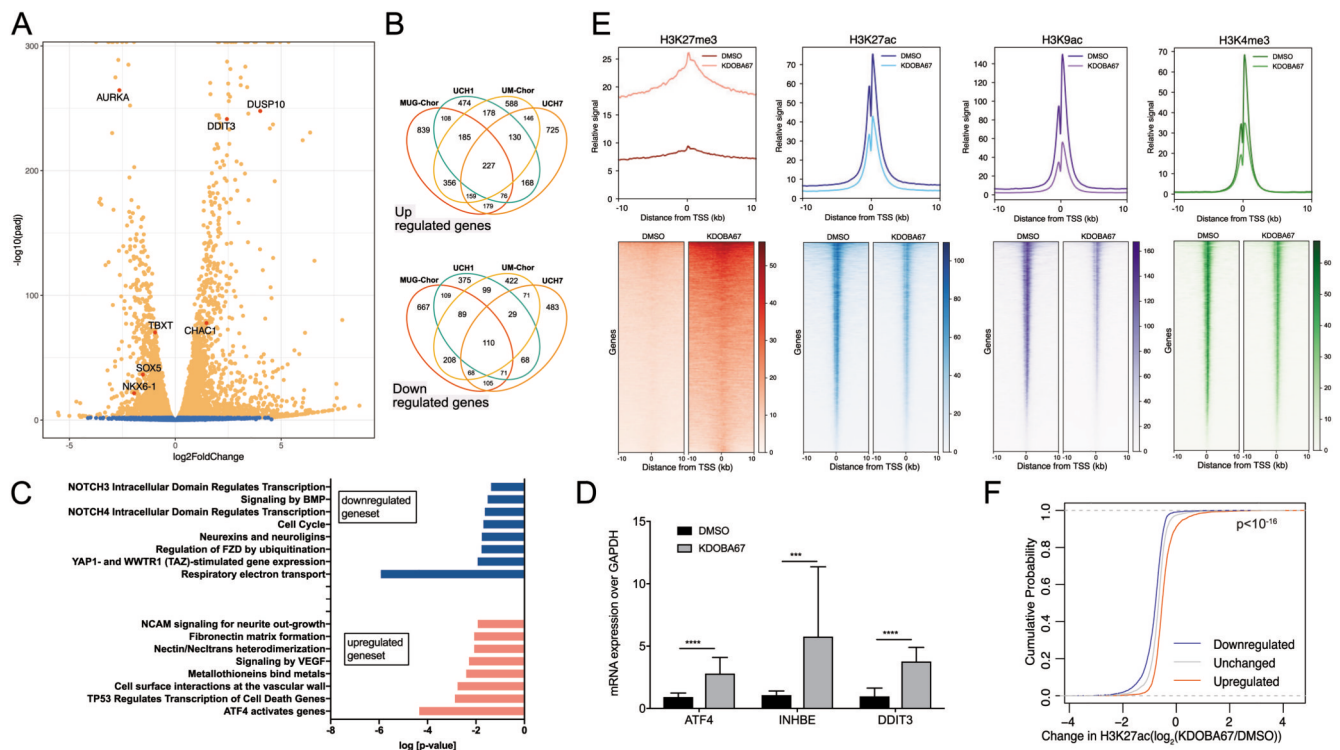 A
300
200
100
0
-log10(padj)
AURKA
DUSP10
DDIT3
TBXT
CHAC1
SOX5
NKX6-1
-5
0
5
log2FoldChange
B
UCH1
UM-Chor
MUG-Chor
UCH7
474
588
108
178
146
839
185
130
725
227
356
168
159
76
179
Up
regulated genes
UCH1
UM-Chor
MUG-Chor
UCH7
375
422
109
99
71
667
89
29
483
110
208
68
68
71
105
Down
regulated genes
C
NOTCH3 Intracellular Domain Regulates Transcription
Signaling by BMP
NOTCH4 Intracellular Domain Regulates Transcription
Cell Cycle
Neurexins and neuroligins
Regulation of FZD by ubiquitination
YAP1- and WWTR1 (TAZ)-stimulated gene expression
Respiratory electron transport
downregulated
geneset
NCAM signaling for neurite out-growth
Fibronectin matrix formation
Nectin/Necltrans heterodimerization
Signaling by VEGF
Metallothioneins bind metals
Cell surface interactions at the vascular wall
TP53 Regulates Transcription of Cell Death Genes
ATF4 activates genes
upregulated
geneset
-8 -6 -4 -2 0
log [p-value]
D
mRNA expression over GAPDH
15
10
5
0
DMSO
KDOBA67
****
***
****
ATF4 INHBE DDIT3
E
H3K27me3
DMSO
KDOBA67
Relative signal
25
20
15
10
5
0
-10 0 10
Distance from TSS (kb)
H3K27ac
DMSO
KDOBA67
Relative signal
70
60
50
40
30
20
10
0
-10 0 10
Distance from TSS (kb)
H3K9ac
DMSO
KDOBA67
Relative signal
140
120
100
80
60
40
20
0
-10 0 10
Distance from TSS (kb)
H3K4me3
DMSO
KDOBA67
Relative signal
70
60
50
40
30
20
10
0
-10 0 10
Distance from TSS (kb)
DMSO KDOBA67
Genes
50
40
30
20
10
0
-10 0 10 -10 0 10
Distance from TSS (kb)
DMSO KDOBA67
Genes
100
80
60
40
20
0
-10 0 10 -10 0 10
Distance from TSS (kb)
DMSO KDOBA67
Genes
160
140
120
100
80
60
40
20
0
-10 0 10 -10 0 10
Distance from TSS (kb)
DMSO KDOBA67
Genes
60
50
40
30
20
10
0
-10 0 10 -10 0 10
Distance from TSS (kb)
F
Cumulative Probability
1.0
0.8
0.6
0.4
0.2
0.0
p<10-16
Downregulated
Unchanged
Upregulated
-4 -2 0 2 4
Change in H3K27ac(log2(KDOBA67/DMSO))